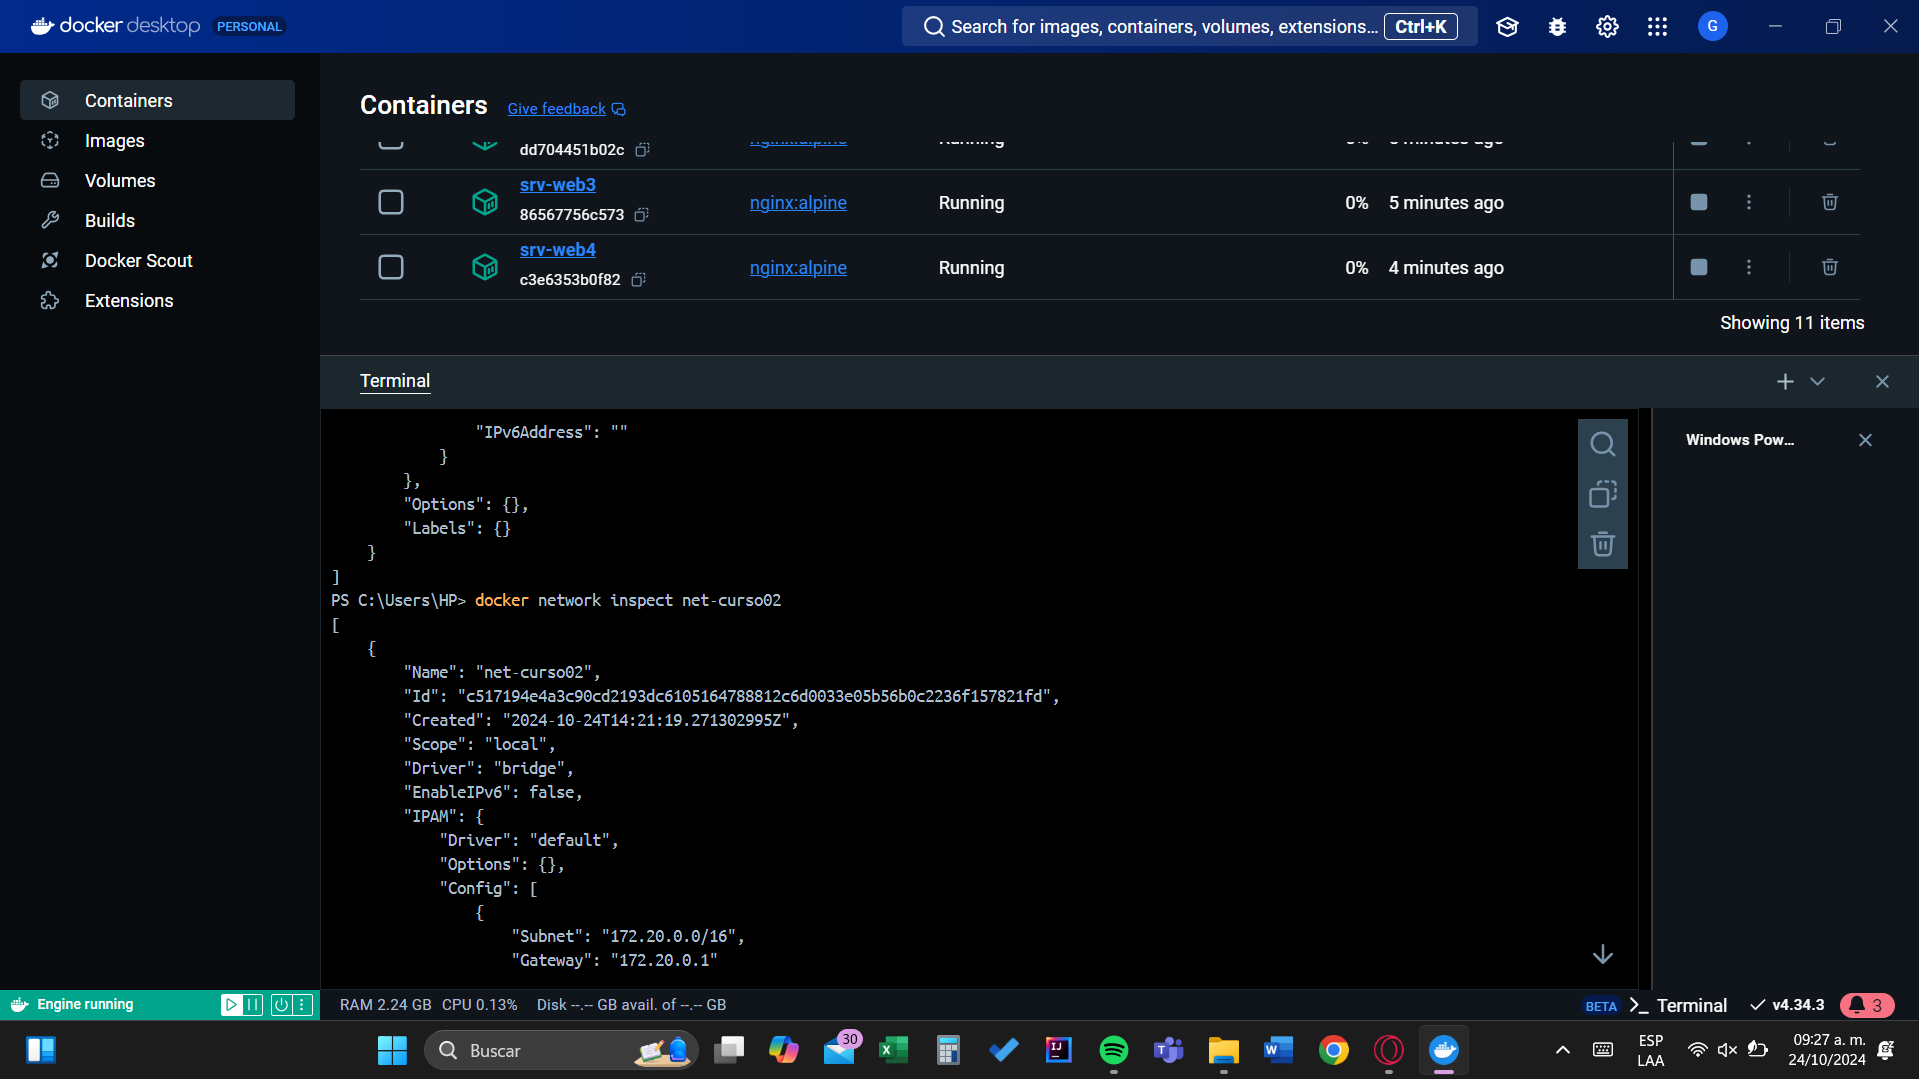 docker desktop PERSONAL
Search for images, containers, volumes, extensions... Ctrl+K
G
Containers
Images
Volumes
Builds
Docker Scout
Extensions
Containers Give feedback
dd704451b02c nginx:alpine Running 0% minutes ago
srv-web3
86567756c573 nginx:alpine Running 0% 5 minutes ago
srv-web4
c3e6353b0f82 nginx:alpine Running 0% 4 minutes ago
Showing 11 items
Terminal
Windows Pow...
"IPv6Address": ""
}
},
"Options": {},
"Labels": {}
}
]
PS C:\Users\HP> docker network inspect net-curso02
[
{
"Name": "net-curso02",
"Id": "c517194e4a3c90cd2193dc6105164788812c6d0033e05b56b0c2236f157821fd",
"Created": "2024-10-24T14:21:19.271302995Z",
"Scope": "local",
"Driver": "bridge",
"EnableIPv6": false,
"IPAM": {
"Driver": "default",
"Options": {},
"Config": [
{
"Subnet": "172.20.0.0/16",
"Gateway": "172.20.0.1"
Engine running
RAM 2.24 GB CPU 0.13% Disk --.-- GB avail. of --.-- GB
BETA Terminal v4.34.3 3
Buscar
30
ESP
LAA
09:27 a. m.
24/10/2024